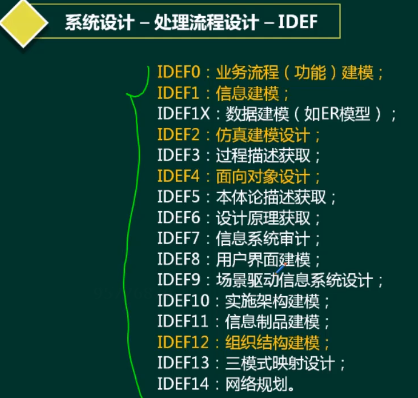 系统设计 – 处理流程设计 – IDEF
IDEF0：业务流程（功能）建模；
IDEF1：信息建模；
IDEF1X：数据建模（如ER模型）；
IDEF2：仿真建模设计；
IDEF3：过程描述获取；
IDEF4：面向对象设计；
IDEF5：本体论描述获取；
IDEF6：设计原理获取；
IDEF7：信息系统审计；
IDEF8：用户界面建模；
IDEF9：场景驱动信息系统设计；
IDEF10：实施架构建模；
IDEF11：信息制品建模；
IDEF12：组织结构建模；
IDEF13：三模式映射设计；
IDEF14：网络规划。